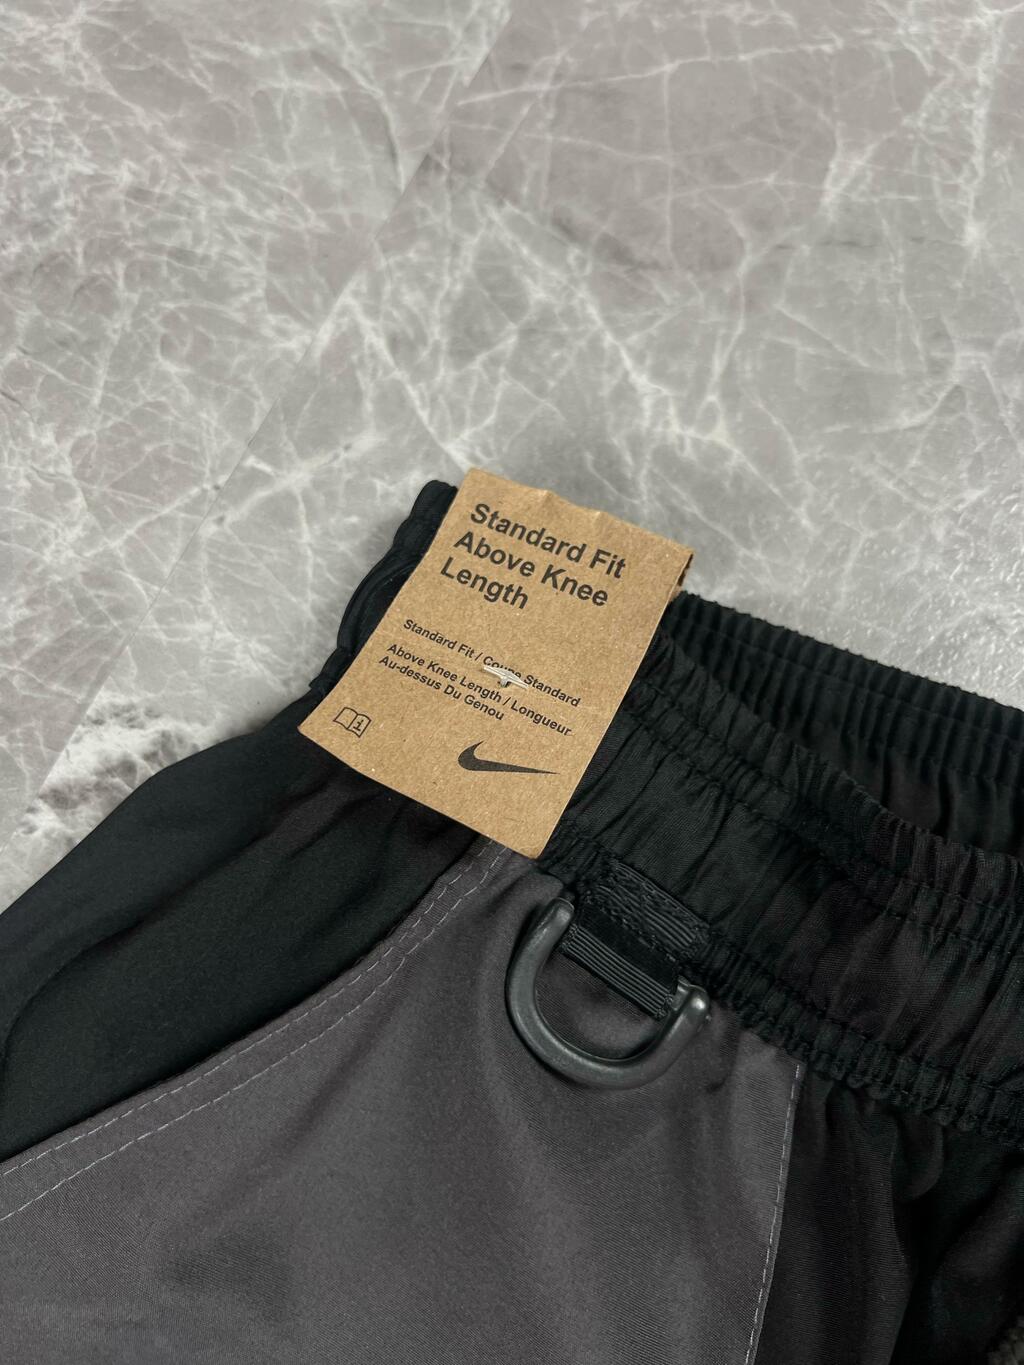 Standard Fit
Above Knee
Length
Standard Fit / Coupe Standard
Above Knee Length / Longueur
Au-dessus Du Genou